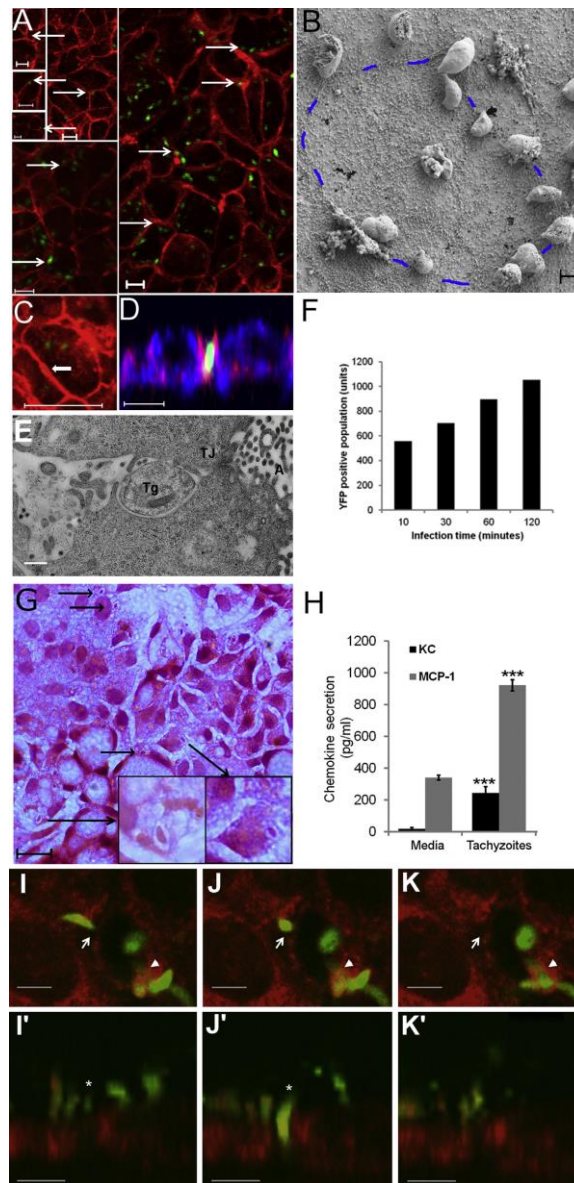 A
B
C
D
F
1200
1000
800
600
400
200
0
YFP positive population (units)
10 30 60 120
Infection time (minutes)
E
TJ
A
Tg
G
H
KC
MCP-1
1200
1000
800
600
400
200
0
Chemokine secretion
(pg/ml)
***
***
Media Tachyzoites
I
J
K
*
*
I'
J'
K'